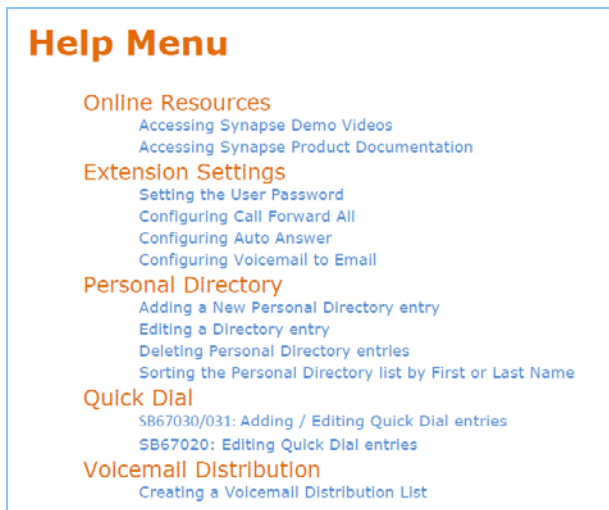 Help Menu
Online Resources
Accessing Synapse Demo Videos
Accessing Synapse Product Documentation
Extension Settings
Setting the User Password
Configuring Call Forward All
Configuring Auto Answer
Configuring Voicemail to Email
Personal Directory
Adding a New Personal Directory entry
Editing a Directory entry
Deleting Personal Directory entries
Sorting the Personal Directory list by First or Last Name
Quick Dial
SB67030/031: Adding / Editing Quick Dial entries
SB67020: Editing Quick Dial entries
Voicemail Distribution
Creating a Voicemail Distribution List